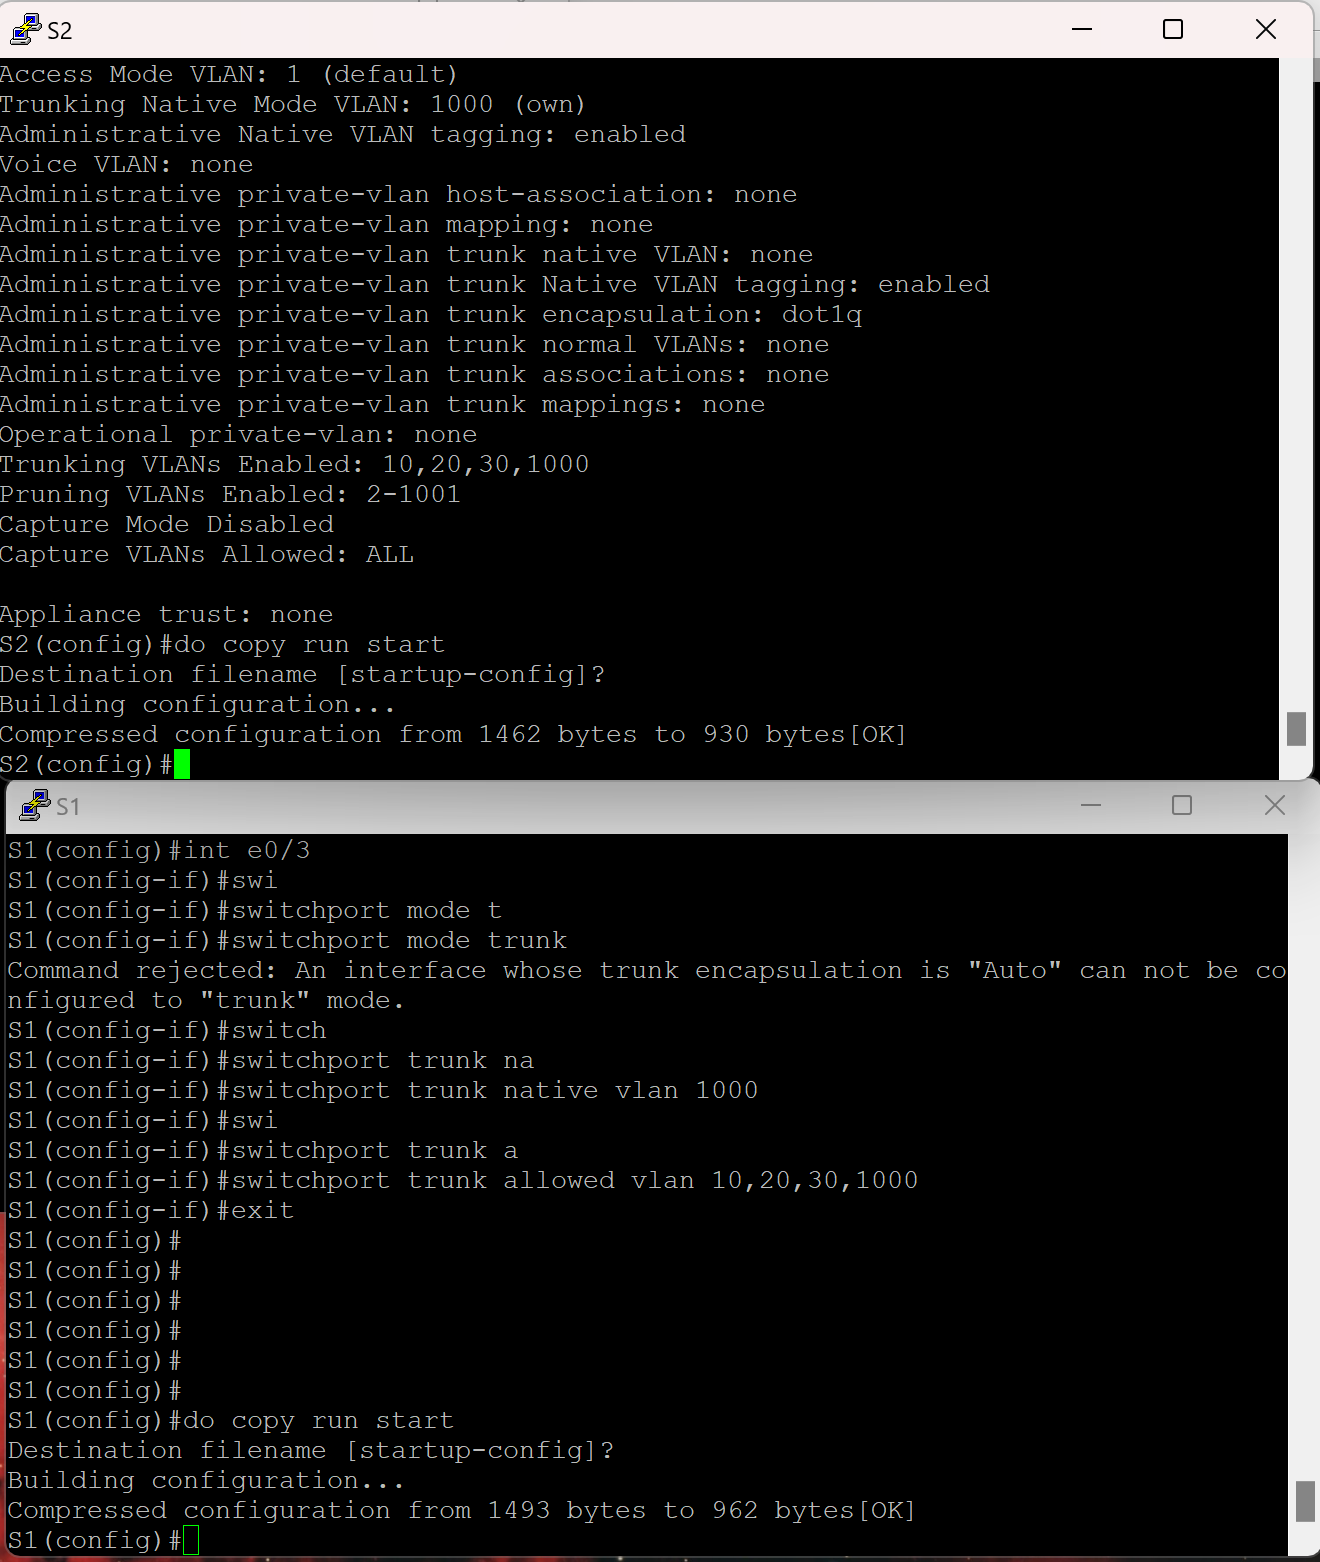 S2
Access Mode VLAN: 1 (default)
Trunking Native Mode VLAN: 1000 (own)
Administrative Native VLAN tagging: enabled
Voice VLAN: none
Administrative private-vlan host-association: none
Administrative private-vlan mapping: none
Administrative private-vlan trunk native VLAN: none
Administrative private-vlan trunk Native VLAN tagging: enabled
Administrative private-vlan trunk encapsulation: dot1q
Administrative private-vlan trunk normal VLANs: none
Administrative private-vlan trunk associations: none
Administrative private-vlan trunk mappings: none
Operational private-vlan: none
Trunking VLANs Enabled: 10,20,30,1000
Pruning VLANs Enabled: 2-1001
Capture Mode Disabled
Capture VLANs Allowed: ALL
Appliance trust: none
S2(config)#do copy run start
Destination filename [startup-config]?
Building configuration...
Compressed configuration from 1462 bytes to 930 bytes[OK]
S2(config)#
S1
S1(config)#int e0/3
S1(config-if)#swi
S1(config-if)#switchport mode t
S1(config-if)#switchport mode trunk
Command rejected: An interface whose trunk encapsulation is "Auto" can not be co
nfigured to "trunk" mode.
S1(config-if)#switch
S1(config-if)#switchport trunk na
S1(config-if)#switchport trunk native vlan 1000
S1(config-if)#swi
S1(config-if)#switchport trunk a
S1(config-if)#switchport trunk allowed vlan 10,20,30,1000
S1(config-if)#exit
S1(config)#
S1(config)#
S1(config)#
S1(config)#
S1(config)#
S1(config)#
S1(config)#do copy run start
Destination filename [startup-config]?
Building configuration...
Compressed configuration from 1493 bytes to 962 bytes[OK]
S1(config)#